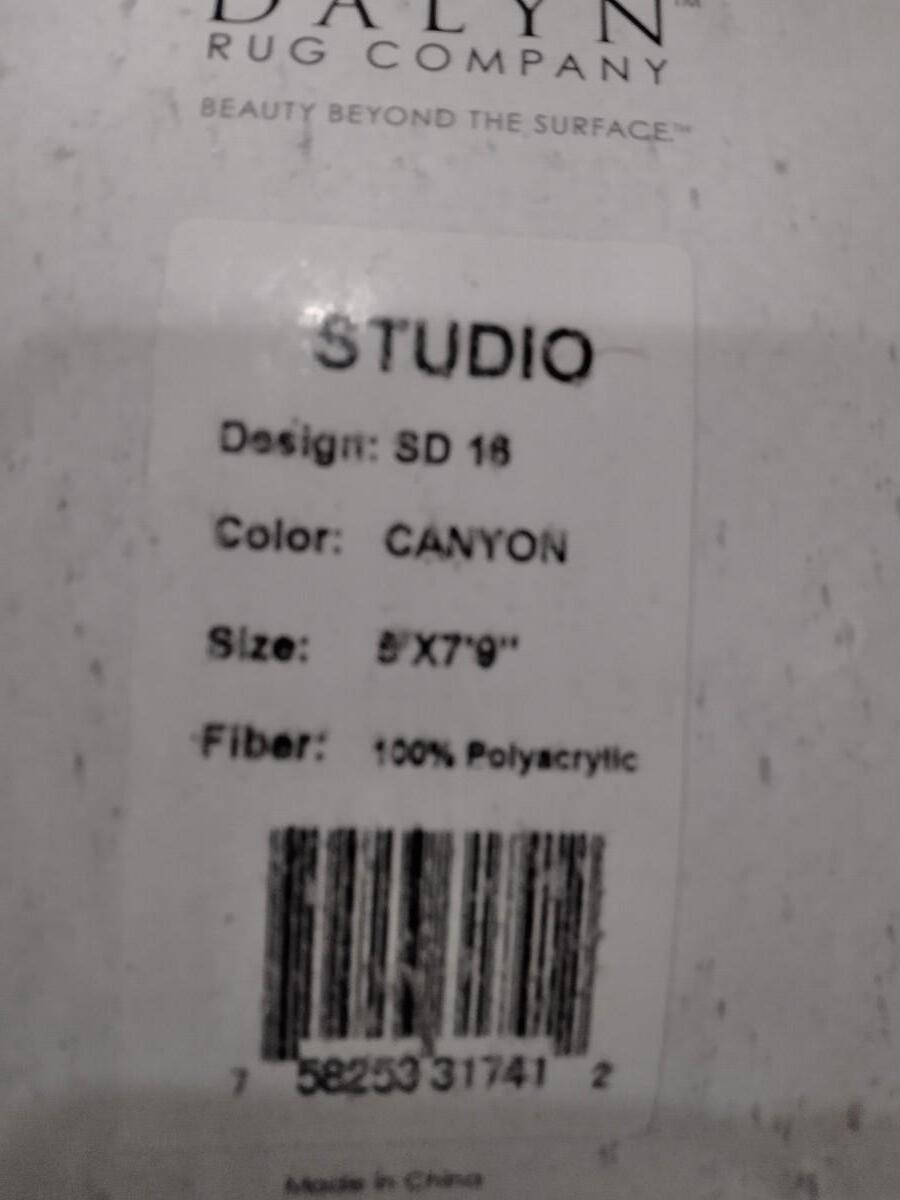 DALYN™
RUG COMPANY
BEAUTY BEYOND THE SURFACE™
STUDIO
Design: SD 16
Color: CANYON
Size: 5'X7'9"
Fiber: 100% Polyacrylic
7 58253 31741 2
Made in China